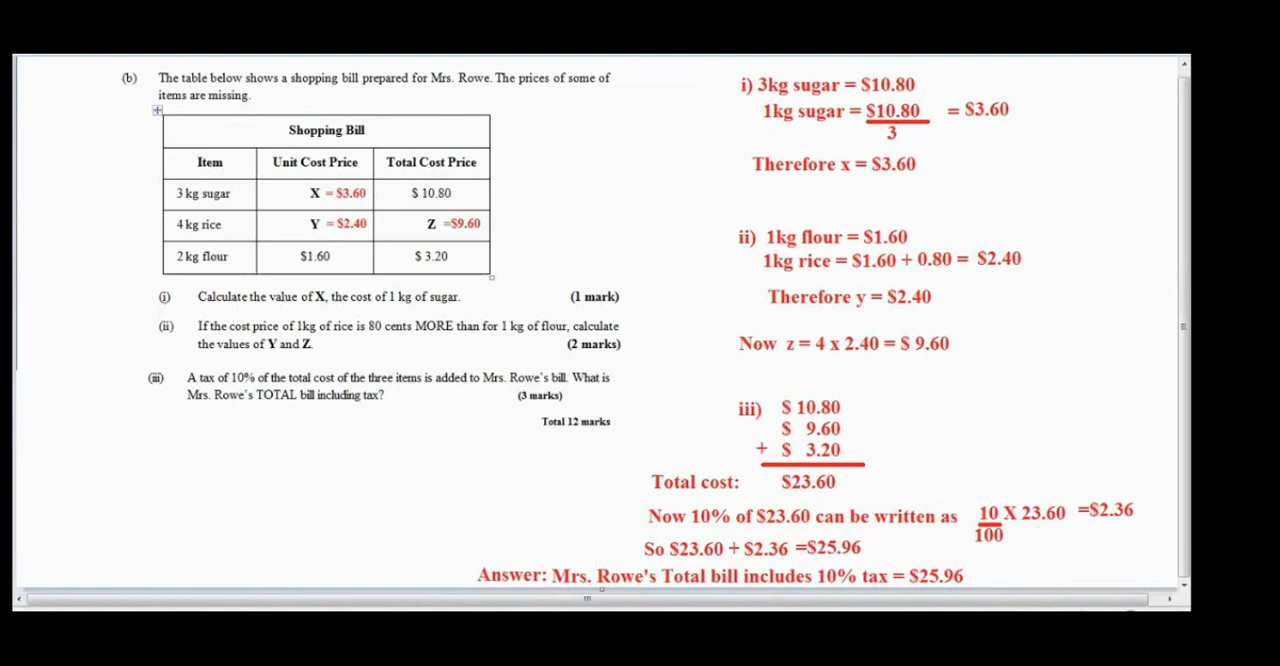 (b) The table below shows a shopping bill prepared for Mrs. Rowe. The prices of some of
items are missing.
Shopping Bill
Item Unit Cost Price Total Cost Price
3 kg sugar X = $3.60 $ 10.80
4 kg rice Y = $2.40 Z =$9.60
2 kg flour $1.60 $ 3.20
(i) Calculate the value of X, the cost of 1 kg of sugar. (1 mark)
(ii) If the cost price of 1kg of rice is 80 cents MORE than for 1 kg of flour, calculate
the values of Y and Z. (2 marks)
(iii) A tax of 10% of the total cost of the three items is added to Mrs. Rowe's bill. What is
Mrs. Rowe's TOTAL bill including tax? (3 marks)
Total 12 marks
i) 3kg sugar = $10.80
1kg sugar = $10.80 = $3.60
3
Therefore x = $3.60
ii) 1kg flour = $1.60
1kg rice = $1.60 + 0.80 = $2.40
Therefore y = $2.40
Now z = 4 x 2.40 = $ 9.60
iii) $ 10.80
$ 9.60
+ $ 3.20
Total cost: $23.60
Now 10% of $23.60 can be written as 10 X 23.60 =$2.36
100
So $23.60 + $2.36 =$25.96
Answer: Mrs. Rowe's Total bill includes 10% tax = $25.96